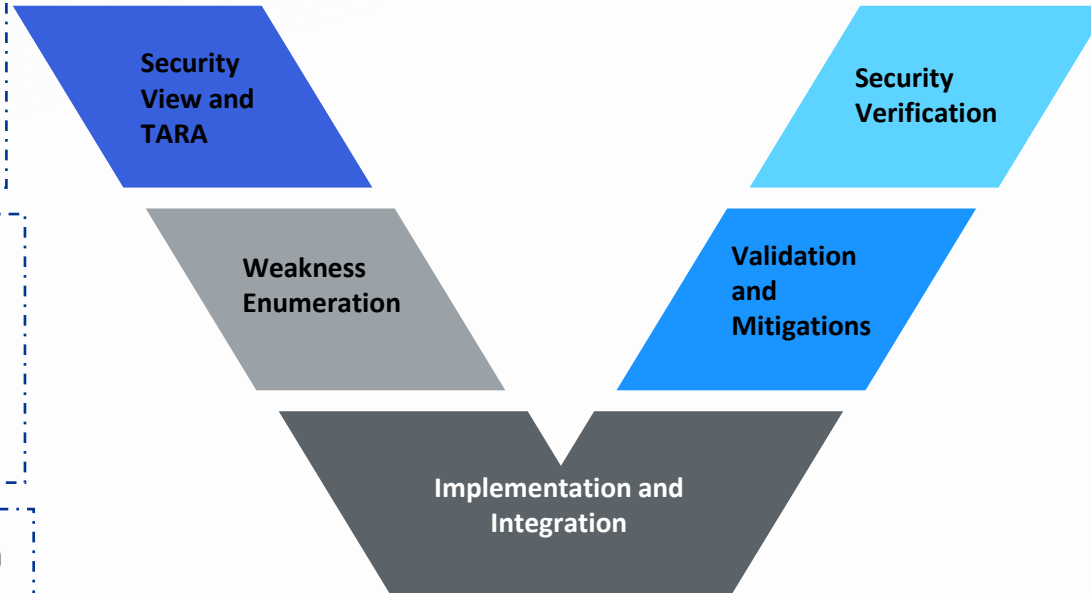 Security
View and
TARA
Security
Verification
Weakness
Enumeration
Validation
and
Mitigations
Implementation and
Integration